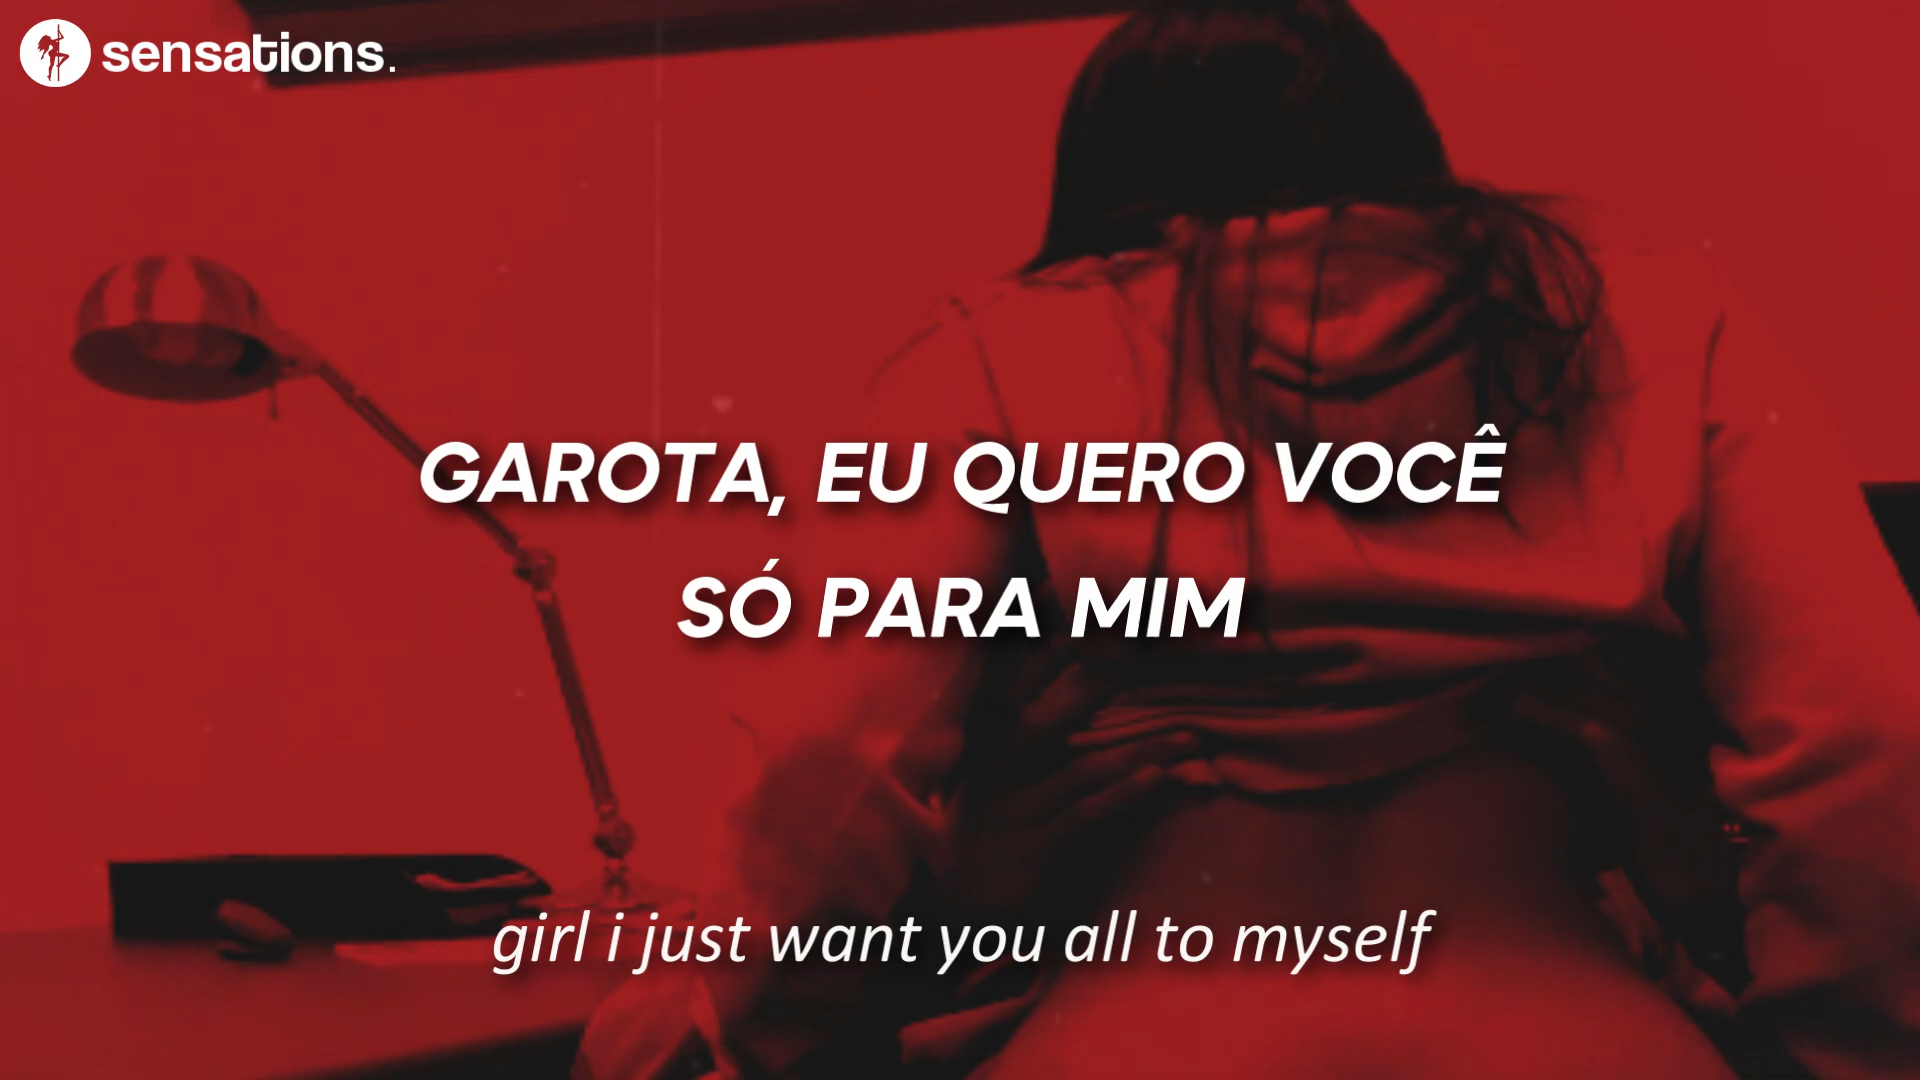 sensations.
GAROTA, EU QUERO VOCÊ
SÓ PARA MIM
girl i just want you all to myself